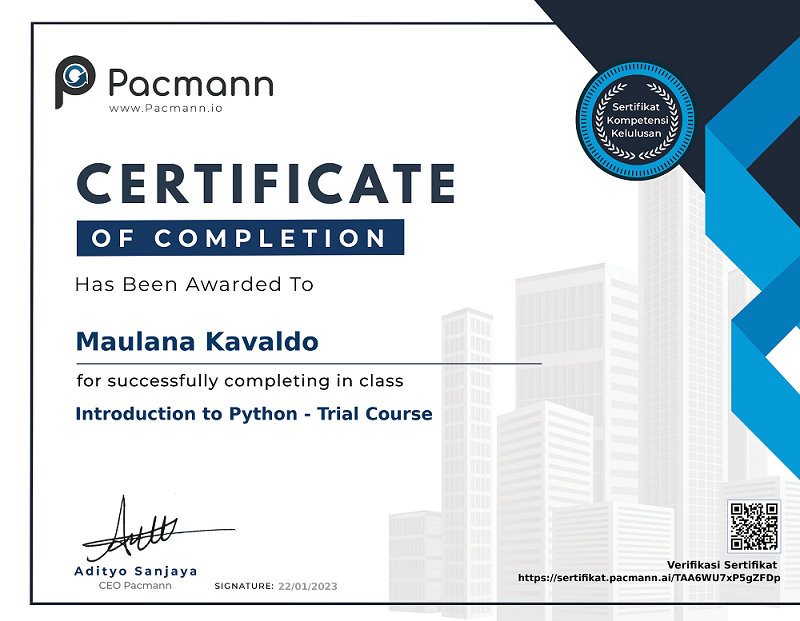 Pacmann
www.Pacmann.io
Sertifikat
Kompetensi
Kelulusan
CERTIFICATE
OF COMPLETION
Has Been Awarded To
Maulana Kavaldo
for successfully completing in class
Introduction to Python - Trial Course
Adityo Sanjaya
CEO Pacmann
SIGNATURE: 22/01/2023
Verifikasi Sertifikat
https://sertifikat.pacmann.ai/TAA6WU7xP5gZFDp